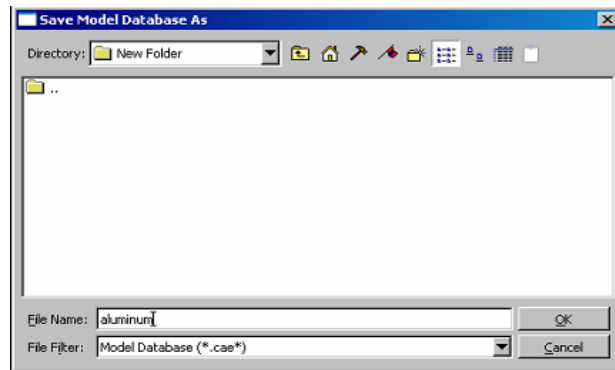 Save Model Database As
Directory: New Folder
..
File Name: aluminum OK
File Filter: Model Database (*.cae*) Cancel